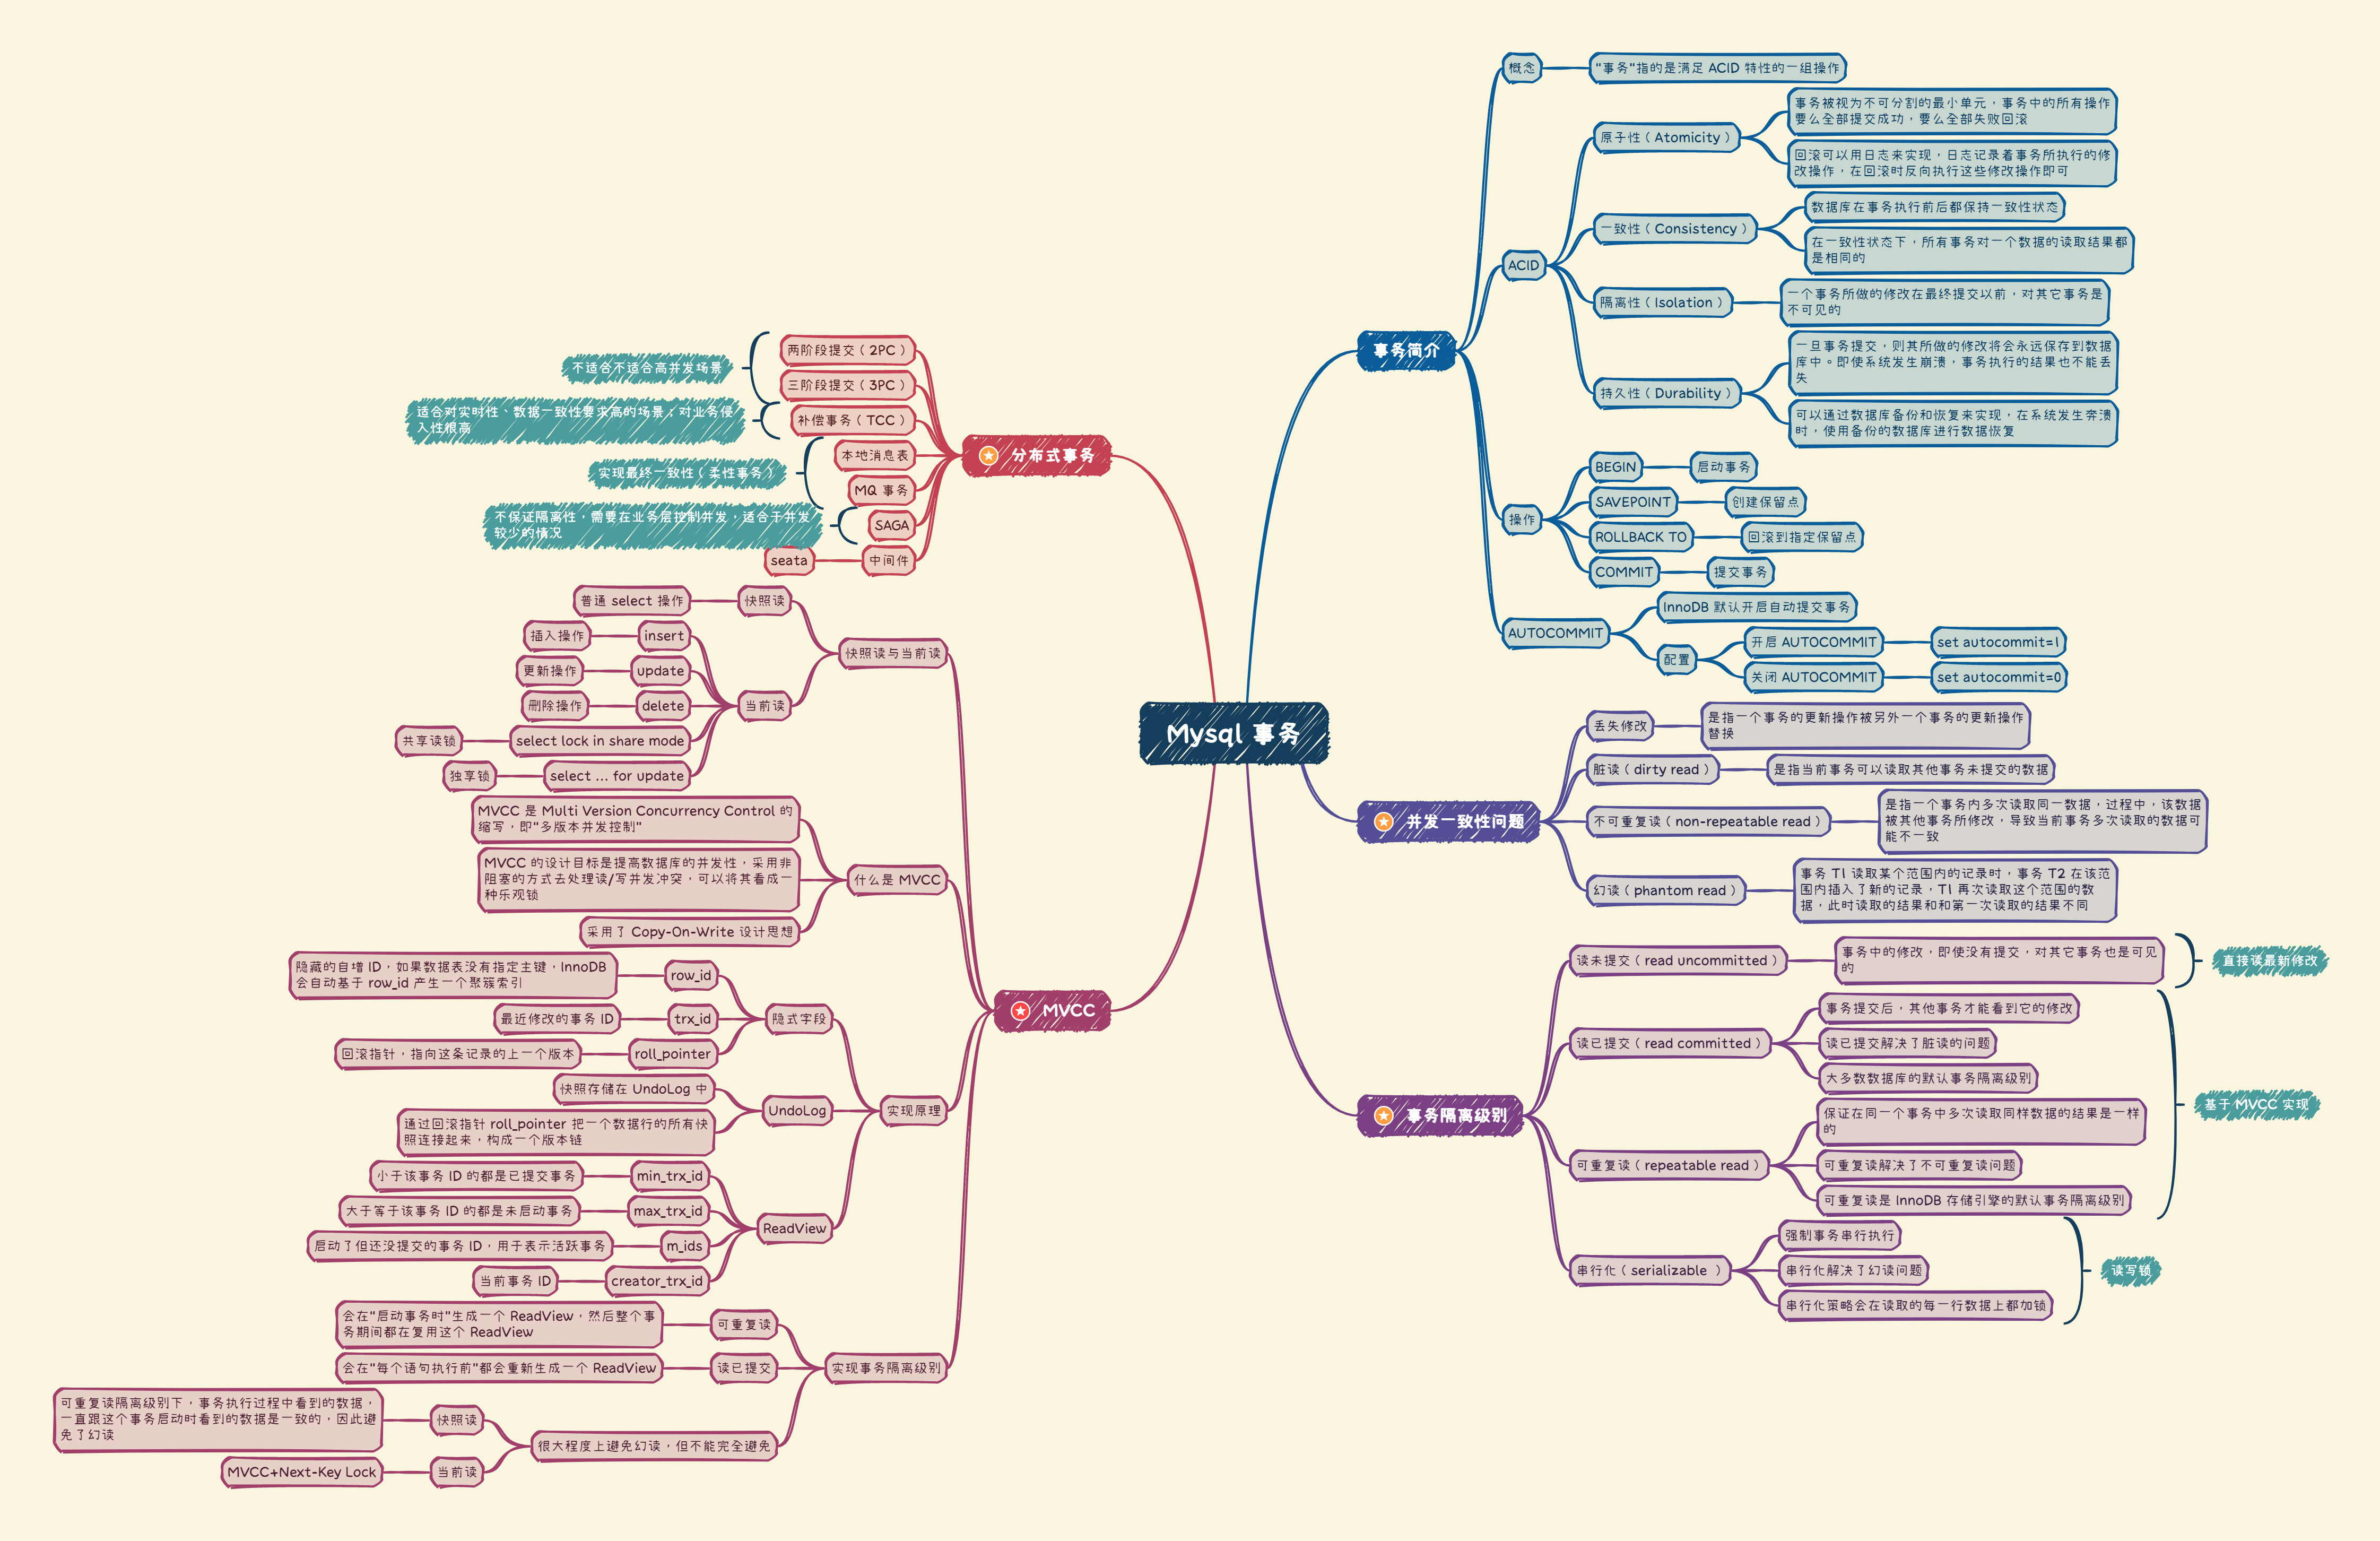 Mysql 事务
事务简介
概念
"事务"指的是满足 ACID 特性的一组操作
ACID
原子性（Atomicity）
事务被视为不可分割的最小单元，事务中的所有操作
要么全部提交成功，要么全部失败回滚
回滚可以用日志来实现，日志记录着事务所执行的修
改操作，在回滚时反向执行这些修改操作即可
一致性（Consistency）
数据库在事务执行前后都保持一致性状态
在一致性状态下，所有事务对一个数据的读取结果都
是相同的
隔离性（Isolation）
一个事务所做的修改在最终提交以前，对其它事务是
不可见的
持久性（Durability）
一旦事务提交，则其所做的修改将会永远保存到数据
库中。即使系统发生崩溃，事务执行的结果也不能丢
失
可以通过数据库备份和恢复来实现，在系统发生奔溃
时，使用备份的数据库进行数据恢复
操作
BEGIN
启动事务
SAVEPOINT
创建保留点
ROLLBACK TO
回滚到指定保留点
COMMIT
提交事务
AUTOCOMMIT
InnoDB 默认开启自动提交事务
配置
开启 AUTOCOMMIT
set autocommit=1
关闭 AUTOCOMMIT
set autocommit=0
并发一致性问题
丢失修改
是指一个事务的更新操作被另外一个事务的更新操作
替换
脏读（dirty read）
是指当前事务可以读取其他事务未提交的数据
不可重复读（non-repeatable read）
是指一个事务内多次读取同一数据，过程中，该数据
被其他事务所修改，导致当前事务多次读取的数据可
能不一致
幻读（phantom read）
事务 T1 读取某个范围内的记录时，事务 T2 在该范
围内插入了新的记录，T1 再次读取这个范围的数
据，此时读取的结果和和第一次读取的结果不同
事务隔离级别
读未提交（read uncommitted）
事务中的修改，即使没有提交，对其它事务也是可见
的
直接读最新修改
读已提交（read committed）
事务提交后，其他事务才能看到它的修改
读已提交解决了脏读的问题
大多数数据库的默认事务隔离级别
可重复读（repeatable read）
保证在同一个事务中多次读取同样数据的结果是一样
的
可重复读解决了不可重复读问题
可重复读是 InnoDB 存储引擎的默认事务隔离级别
基于 MVCC 实现
串行化（serializable ）
强制事务串行执行
串行化解决了幻读问题
串行化策略会在读取的每一行数据上都加锁
读写锁
分布式事务
两阶段提交（2PC）
三阶段提交（3PC）
不适合不适合高并发场景
补偿事务（TCC）
适合对实时性、数据一致性要求高的场景；对业务侵
入性很高
本地消息表
MQ 事务
实现最终一致性（柔性事务）
SAGA
不保证隔离性，需要在业务层控制并发，适合于并发
较少的情况
中间件
seata
MVCC
快照读与当前读
快照读
普通 select 操作
当前读
insert
插入操作
update
更新操作
delete
删除操作
select lock in share mode
共享读锁
select ... for update
独享锁
什么是 MVCC
MVCC 是 Multi Version Concurrency Control 的
缩写，即"多版本并发控制"
MVCC 的设计目标是提高数据库的并发性，采用非
阻塞的方式去处理读/写并发冲突，可以将其看成一
种乐观锁
采用了 Copy-On-Write 设计思想
实现原理
隐式字段
row_id
隐藏的自增 ID，如果数据表没有指定主键，InnoDB
会自动基于 row_id 产生一个聚簇索引
trx_id
最近修改的事务 ID
roll_pointer
回滚指针，指向这条记录的上一个版本
UndoLog
快照存储在 UndoLog 中
通过回滚指针 roll_pointer 把一个数据行的所有快
照连接起来，构成一个版本链
ReadView
min_trx_id
小于该事务 ID 的都是已提交事务
max_trx_id
大于等于该事务 ID 的都是未启动事务
m_ids
启动了但还没提交的事务 ID，用于表示活跃事务
creator_trx_id
当前事务 ID
实现事务隔离级别
可重复读
会在"启动事务时"生成一个 ReadView，然后整个事
务期间都在复用这个 ReadView
读已提交
会在"每个语句执行前"都会重新生成一个 ReadView
很大程度上避免幻读，但不能完全避免
快照读
可重复读隔离级别下，事务执行过程中看到的数据，
一直跟这个事务启动时看到的数据是一致的，因此避
免了幻读
当前读
MVCC+Next-Key Lock